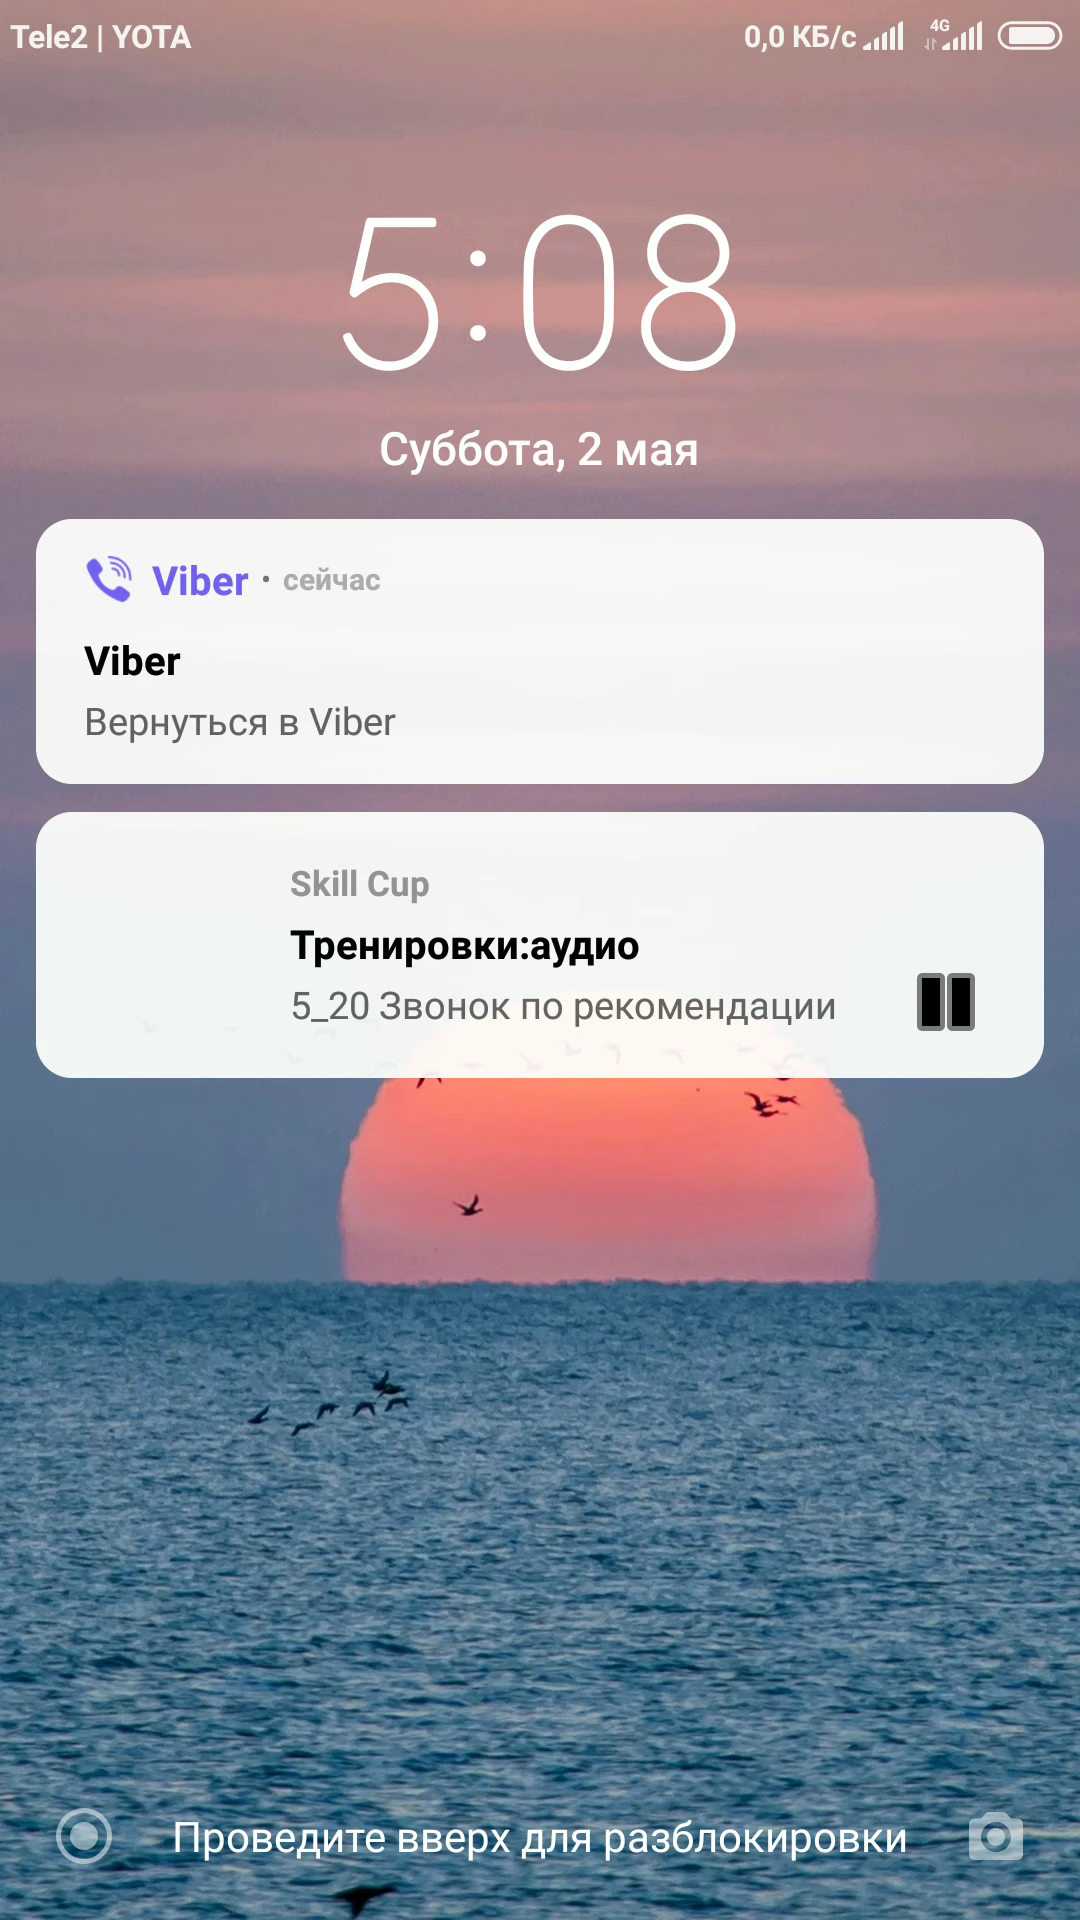 Tele2 | YOTA 0,0 КБ/с 4G
5:08
Суббота, 2 мая
Viber · сейчас
Viber
Вернуться в Viber
Skill Cup
Тренировки:аудио
5_20 Звонок по рекомендации
Проведите вверх для разблокировки